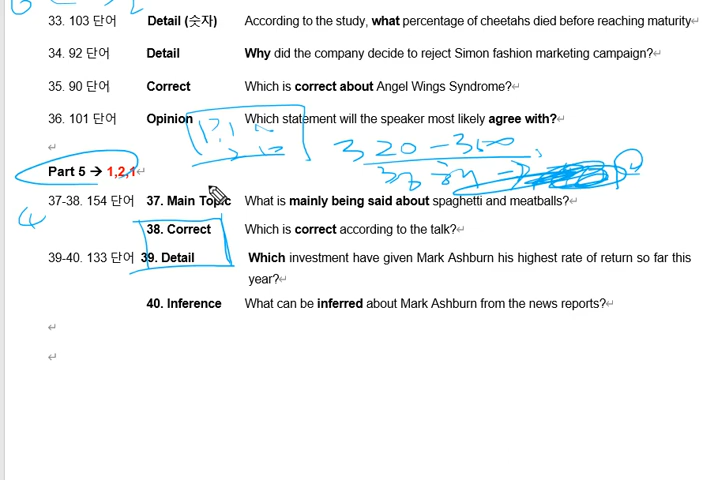 33. 103 단어 Detail (숫자) According to the study, what percentage of cheetahs died before reaching maturity
34. 92 단어 Detail Why did the company decide to reject Simon fashion marketing campaign?
35. 90 단어 Correct Which is correct about Angel Wings Syndrome?
36. 101 단어 Opinion Which statement will the speaker most likely agree with?
320-360
Part 5 → 1,2,1
37-38. 154 단어 37. Main Topic What is mainly being said about spaghetti and meatballs?
4
38. Correct Which is correct according to the talk?
39-40. 133 단어 39. Detail Which investment have given Mark Ashburn his highest rate of return so far this
year?
40. Inference What can be inferred about Mark Ashburn from the news reports?